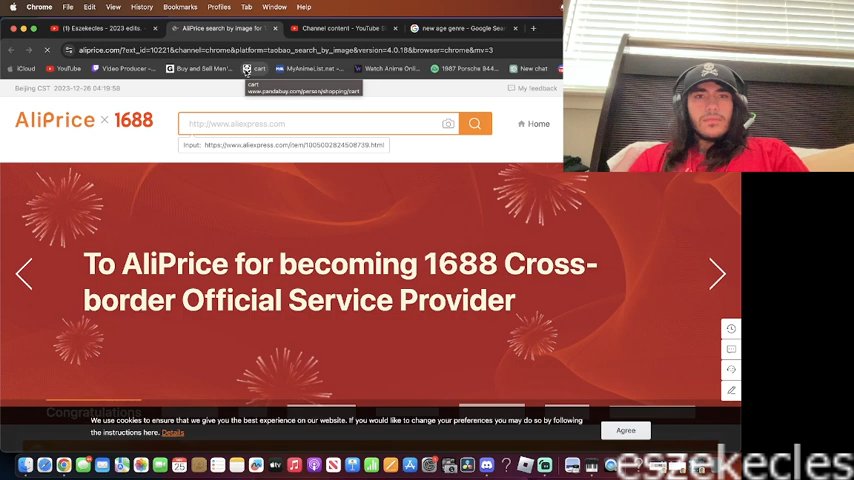 Chrome File Edit View History Bookmarks Profiles Tab Window Help
Eszekecles – 2023 edits. AliPrice search by image for Channel content - YouTube S new age genre - Google Sear
aliprice.com/?ext_id=10221&channel=chrome&platform=taobao_search_by_image&version=4.0.18&browser=chrome&mv=3
iCloud YouTube Video Producer –... Buy and Sell Men'... cart MyAnimeList.net –... Watch Anime Onlin... 1987 Porsche 944... New chat
cart
www.pandabuy.com/person/shopping/cart
Beijing CST 2023-12-26 04:19:58 My feedback
AliPrice × 1688 http://www.aliexpress.com Home
Input: https://www.aliexpress.com/item/1005002824508739.html
To AliPrice for becoming 1688 Cross-
border Official Service Provider
Congratulations
We use cookies to ensure that we give you the best experience on our website. If you would like to change your preferences you may do so by following
the instructions here. Details Agree
eszekecles